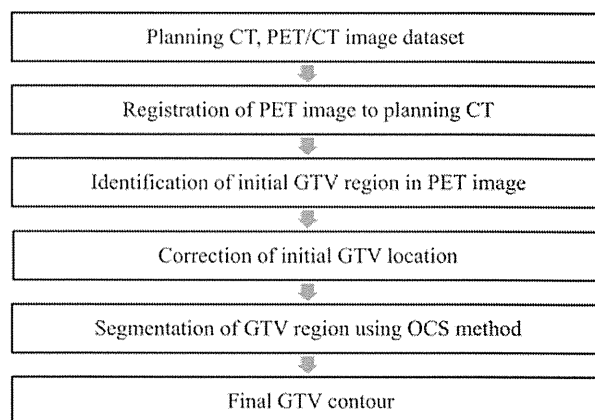 Planning CT, PET/CT image dataset
Registration of PET image to planning CT
Identification of initial GTV region in PET image
Correction of initial GTV location
Segmentation of GTV region using OCS method
Final GTV contour